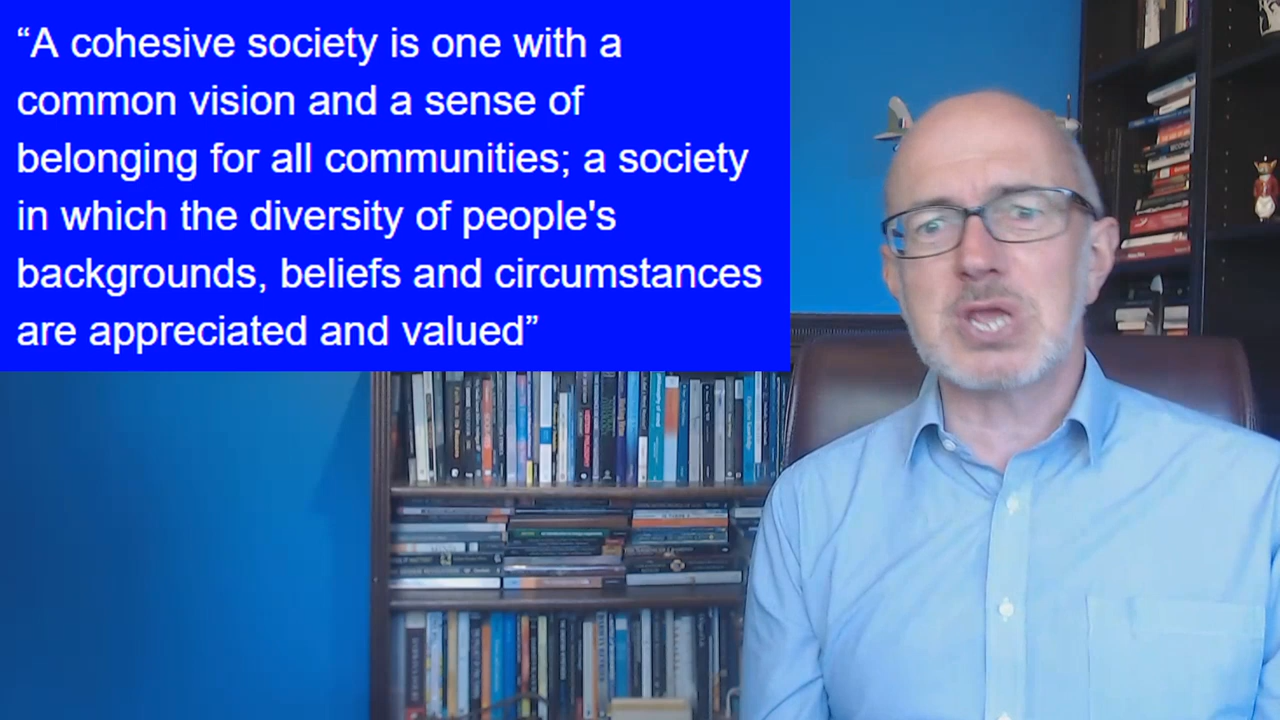 “A cohesive society is one with a
common vision and a sense of
belonging for all communities; a society
in which the diversity of people's
backgrounds, beliefs and circumstances
are appreciated and valued”